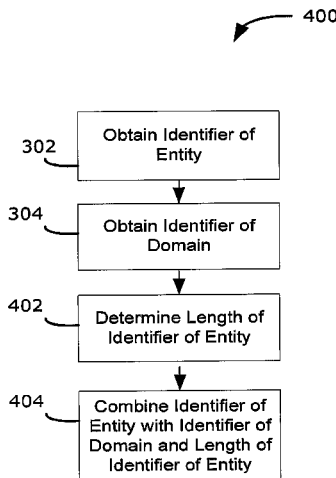 400
302
Obtain Identifier of
Entity
304
Obtain Identifier of
Domain
402
Determine Length of
Identifier of Entity
404
Combine Identifier of
Entity with Identifier of
Domain and Length of
Identifier of Entity